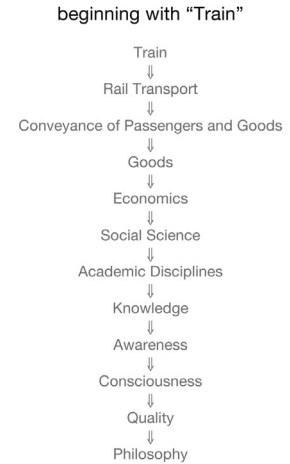 beginning with “Train”
Train
⇓
Rail Transport
⇓
Conveyance of Passengers and Goods
⇓
Goods
⇓
Economics
⇓
Social Science
⇓
Academic Disciplines
⇓
Knowledge
⇓
Awareness
⇓
Consciousness
⇓
Quality
⇓
Philosophy